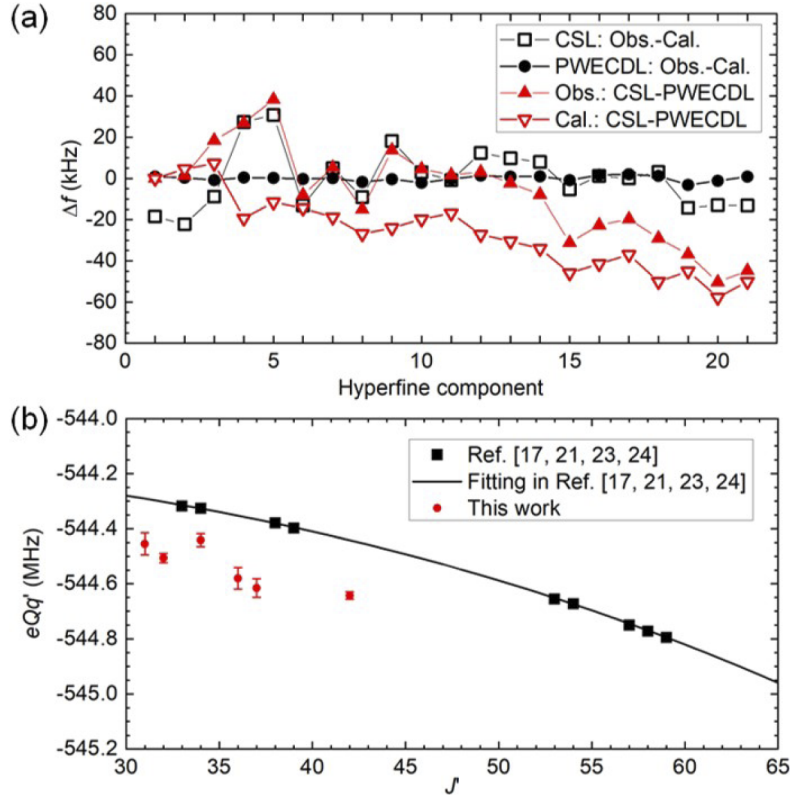 (a)
80
60
40
20
0
-20
-40
-60
-80
Δf (kHz)
CSL: Obs.-Cal.
PWECDL: Obs.-Cal.
Obs.: CSL-PWECDL
Cal.: CSL-PWECDL
0 5 10 15 20
Hyperfine component
(b)
-544.0
-544.2
-544.4
-544.6
-544.8
-545.0
-545.2
eQq' (MHz)
Ref. [17, 21, 23, 24]
Fitting in Ref. [17, 21, 23, 24]
This work
30 35 40 45 50 55 60 65
J'